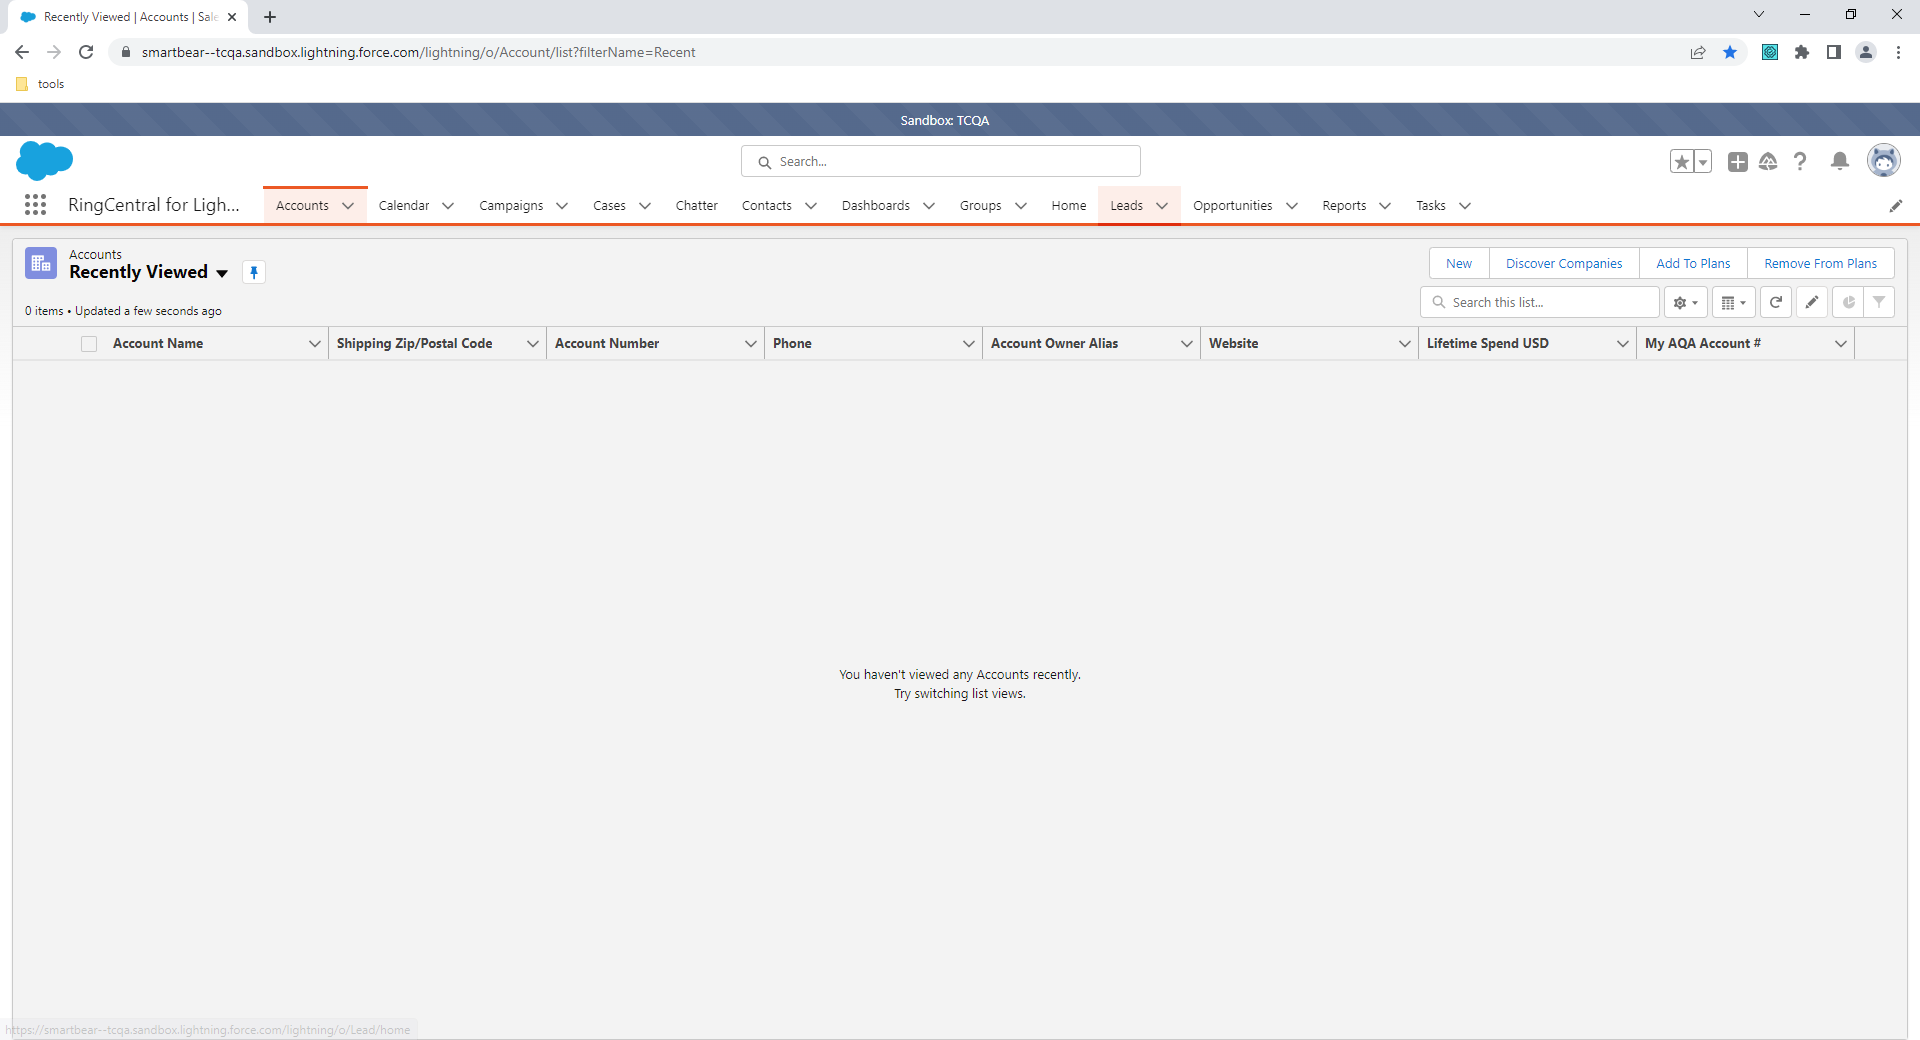 Recently Viewed | Accounts | Sale
smartbear--tcqa.sandbox.lightning.force.com/lightning/o/Account/list?filterName=Recent
tools
Sandbox: TCQA
Search...
RingCentral for Ligh...
Accounts
Calendar
Campaigns
Cases
Chatter
Contacts
Dashboards
Groups
Home
Leads
Opportunities
Reports
Tasks
Accounts
Recently Viewed
New
Discover Companies
Add To Plans
Remove From Plans
0 items • Updated a few seconds ago
Search this list...
Account Name
Shipping Zip/Postal Code
Account Number
Phone
Account Owner Alias
Website
Lifetime Spend USD
My AQA Account #
You haven't viewed any Accounts recently.
Try switching list views.
https://smartbear--tcqa.sandbox.lightning.force.com/lightning/o/Lead/home